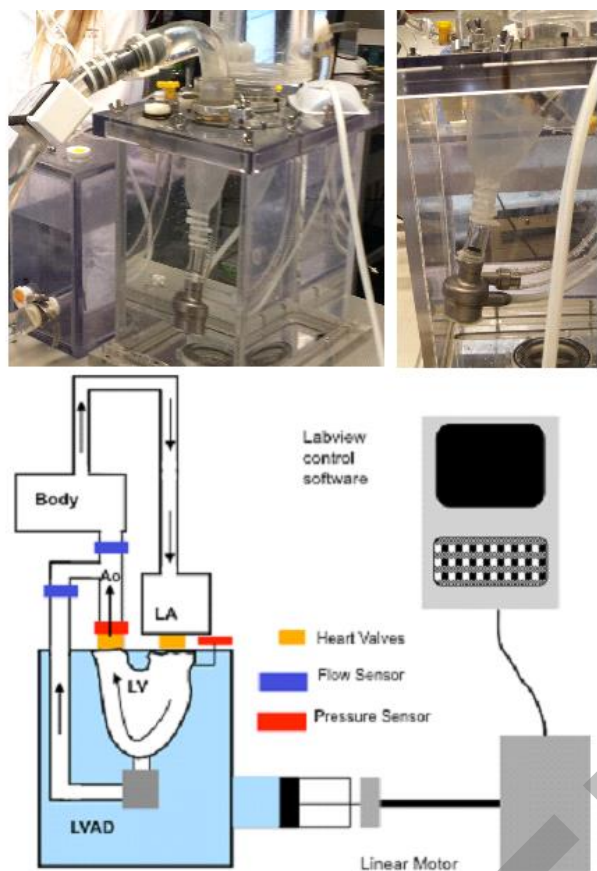 Labview
control
software
Body
Ao
LA
Heart Valves
LV
Flow Sensor
Pressure Sensor
LVAD
Linear Motor